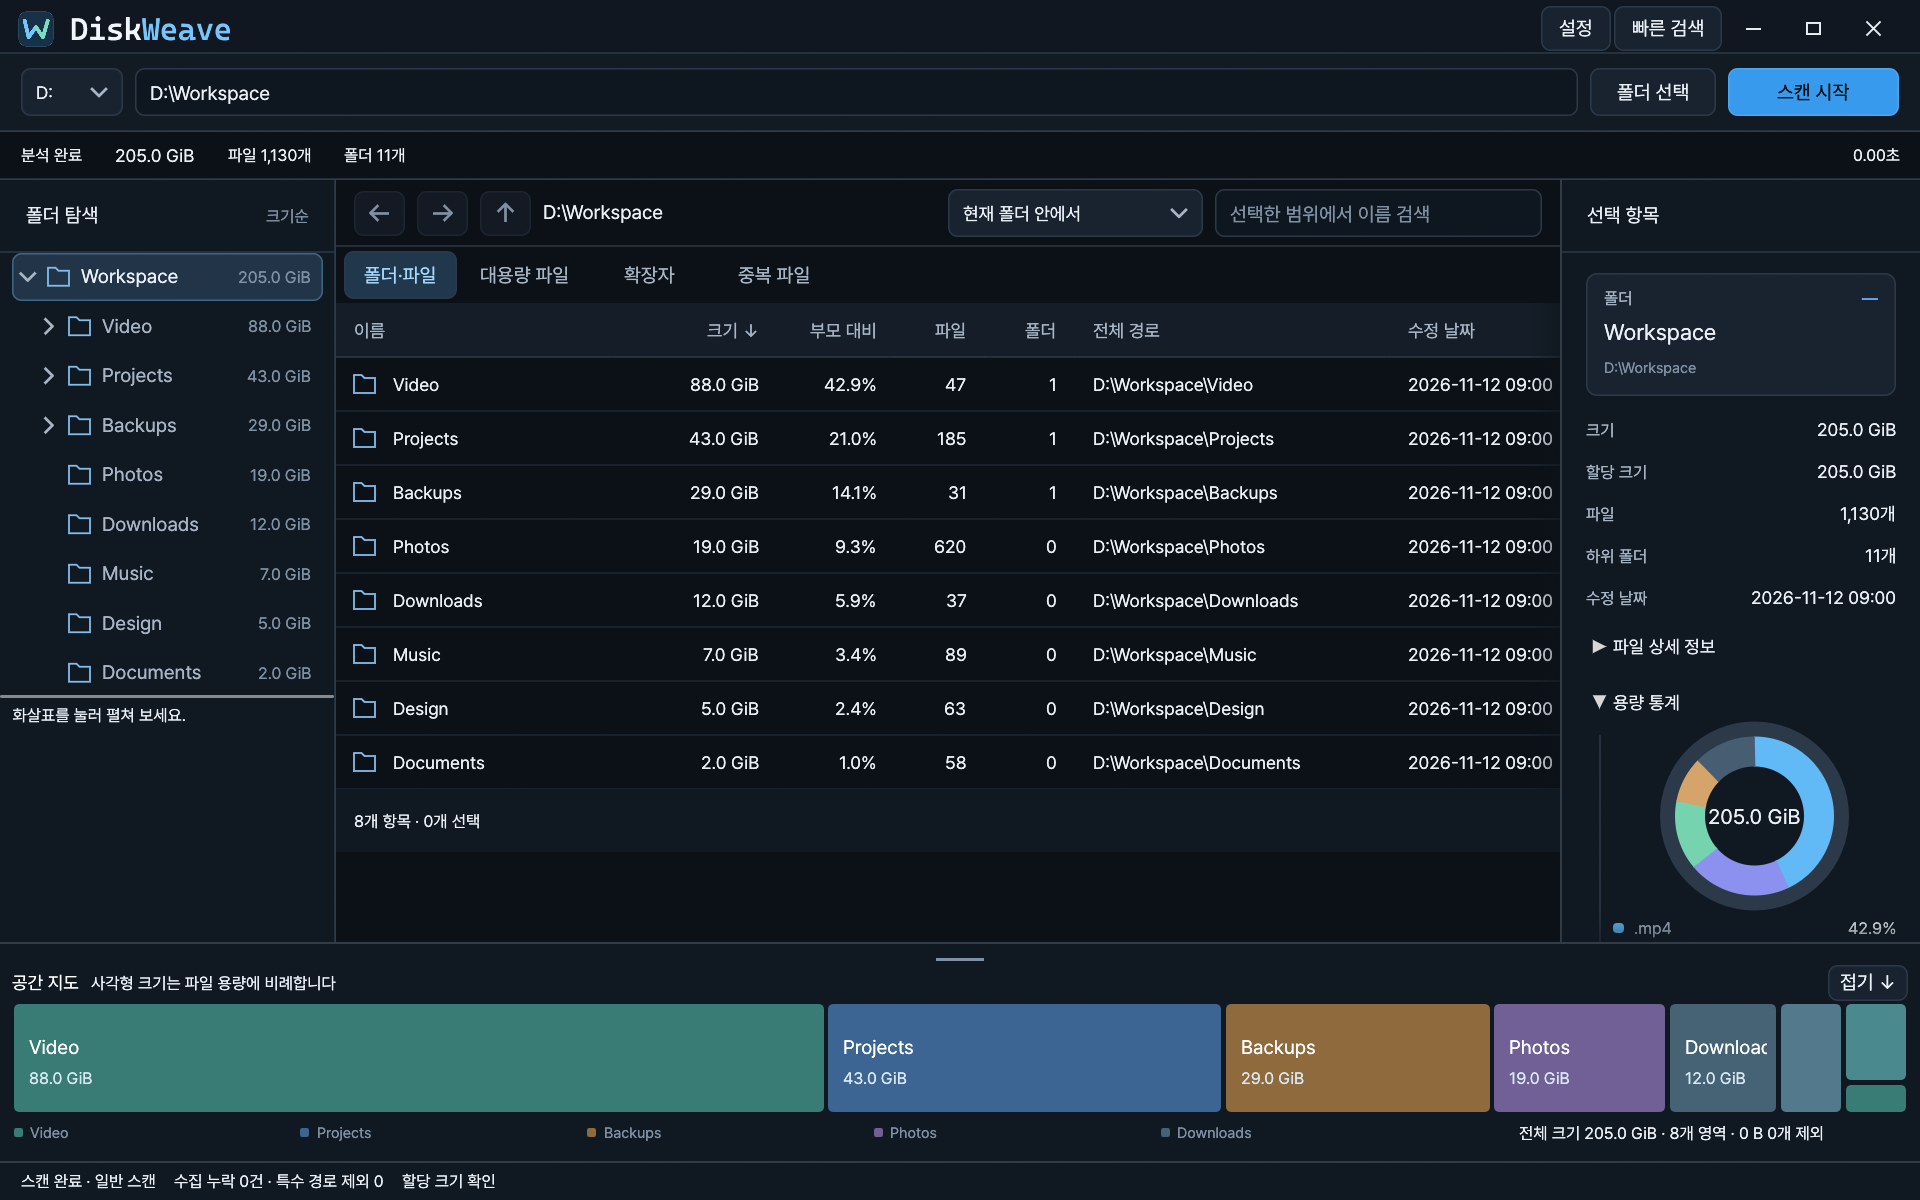 DiskWeave
설정
빠른 검색
D:
D:\Workspace
폴더 선택
스캔 시작
분석 완료
205.0 GiB
파일 1,130개
폴더 11개
0.00초
폴더 탐색
크기순
Workspace 205.0 GiB
Video 88.0 GiB
Projects 43.0 GiB
Backups 29.0 GiB
Photos 19.0 GiB
Downloads 12.0 GiB
Music 7.0 GiB
Design 5.0 GiB
Documents 2.0 GiB
화살표를 눌러 펼쳐 보세요.
D:\Workspace
현재 폴더 안에서
선택한 범위에서 이름 검색
폴더·파일
대용량 파일
확장자
중복 파일
이름 크기 ↓ 부모 대비 파일 폴더 전체 경로 수정 날짜
Video 88.0 GiB 42.9% 47 1 D:\Workspace\Video 2026-11-12 09:00
Projects 43.0 GiB 21.0% 185 1 D:\Workspace\Projects 2026-11-12 09:00
Backups 29.0 GiB 14.1% 31 1 D:\Workspace\Backups 2026-11-12 09:00
Photos 19.0 GiB 9.3% 620 0 D:\Workspace\Photos 2026-11-12 09:00
Downloads 12.0 GiB 5.9% 37 0 D:\Workspace\Downloads 2026-11-12 09:00
Music 7.0 GiB 3.4% 89 0 D:\Workspace\Music 2026-11-12 09:00
Design 5.0 GiB 2.4% 63 0 D:\Workspace\Design 2026-11-12 09:00
Documents 2.0 GiB 1.0% 58 0 D:\Workspace\Documents 2026-11-12 09:00
8개 항목 · 0개 선택
선택 항목
폴더
Workspace
D:\Workspace
크기 205.0 GiB
할당 크기 205.0 GiB
파일 1,130개
하위 폴더 11개
수정 날짜 2026-11-12 09:00
▶ 파일 상세 정보
▼ 용량 통계
205.0 GiB
.mp4 42.9%
공간 지도 사각형 크기는 파일 용량에 비례합니다
접기 ↓
Video
88.0 GiB
Projects
43.0 GiB
Backups
29.0 GiB
Photos
19.0 GiB
Downloac
12.0 GiB
Video
Projects
Backups
Photos
Downloads
전체 크기 205.0 GiB · 8개 영역 · 0 B 0개 제외
스캔 완료 · 일반 스캔
수집 누락 0건 · 특수 경로 제외 0
할당 크기 확인